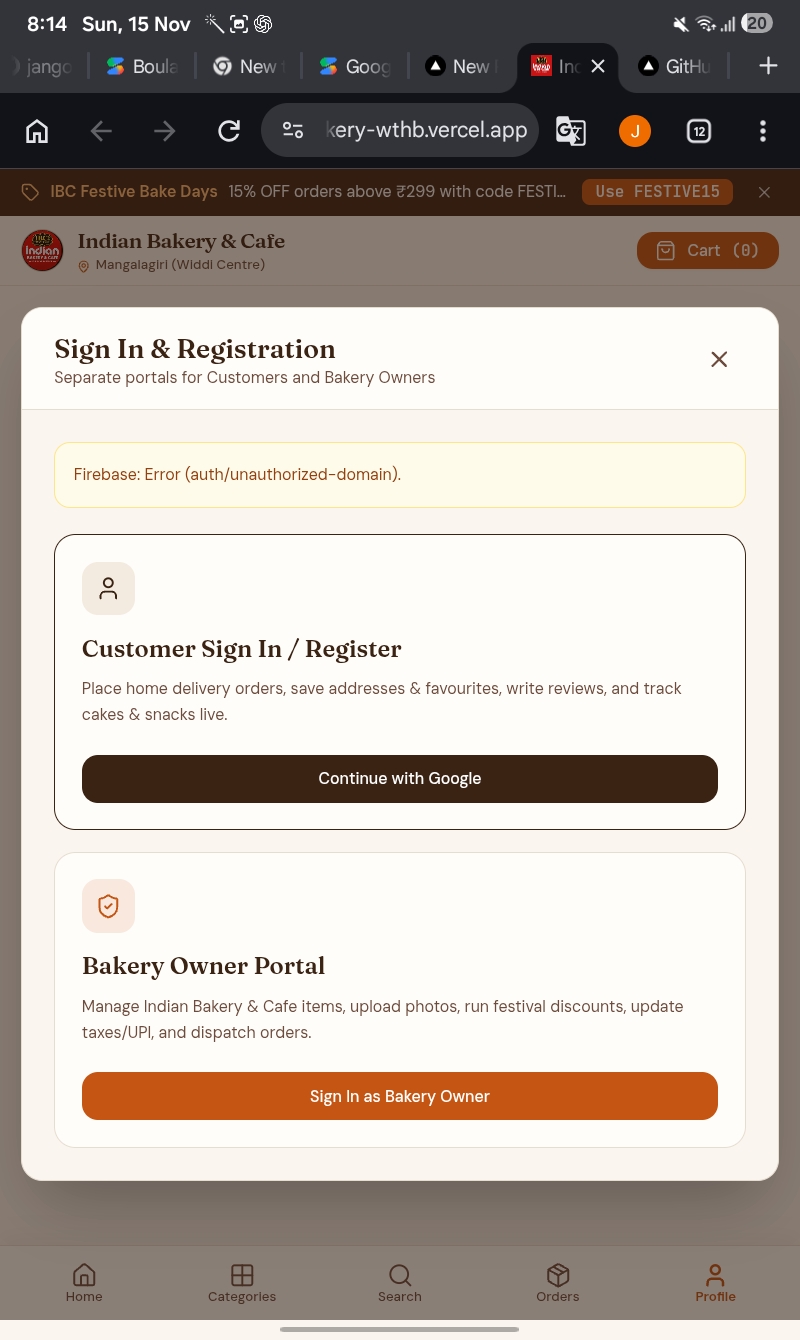 8:14 Sun, 15 Nov 20
jango Boula New Goog New Inc GitHu
kery-wthb.vercel.app J 12
IBC Festive Bake Days 15% OFF orders above ₹299 with code FESTI... Use FESTIVE15
Indian Bakery & Cafe
Mangalagiri (Widdi Centre)
Cart (0)
Sign In & Registration
Separate portals for Customers and Bakery Owners
Firebase: Error (auth/unauthorized-domain).
Customer Sign In / Register
Place home delivery orders, save addresses & favourites, write reviews, and track
cakes & snacks live.
Continue with Google
Bakery Owner Portal
Manage Indian Bakery & Cafe items, upload photos, run festival discounts, update
taxes/UPI, and dispatch orders.
Sign In as Bakery Owner
Home Categories Search Orders Profile